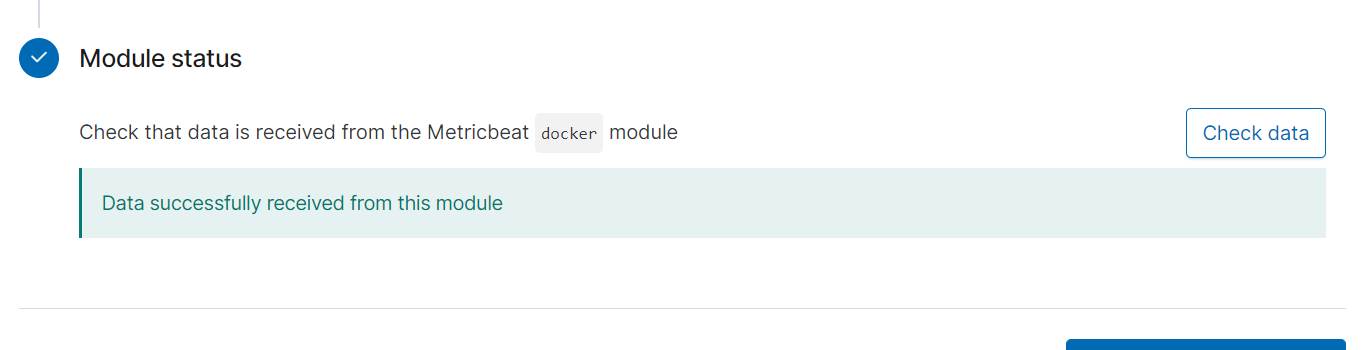 Module status
Check that data is received from the Metricbeat docker module
Check data
Data successfully received from this module